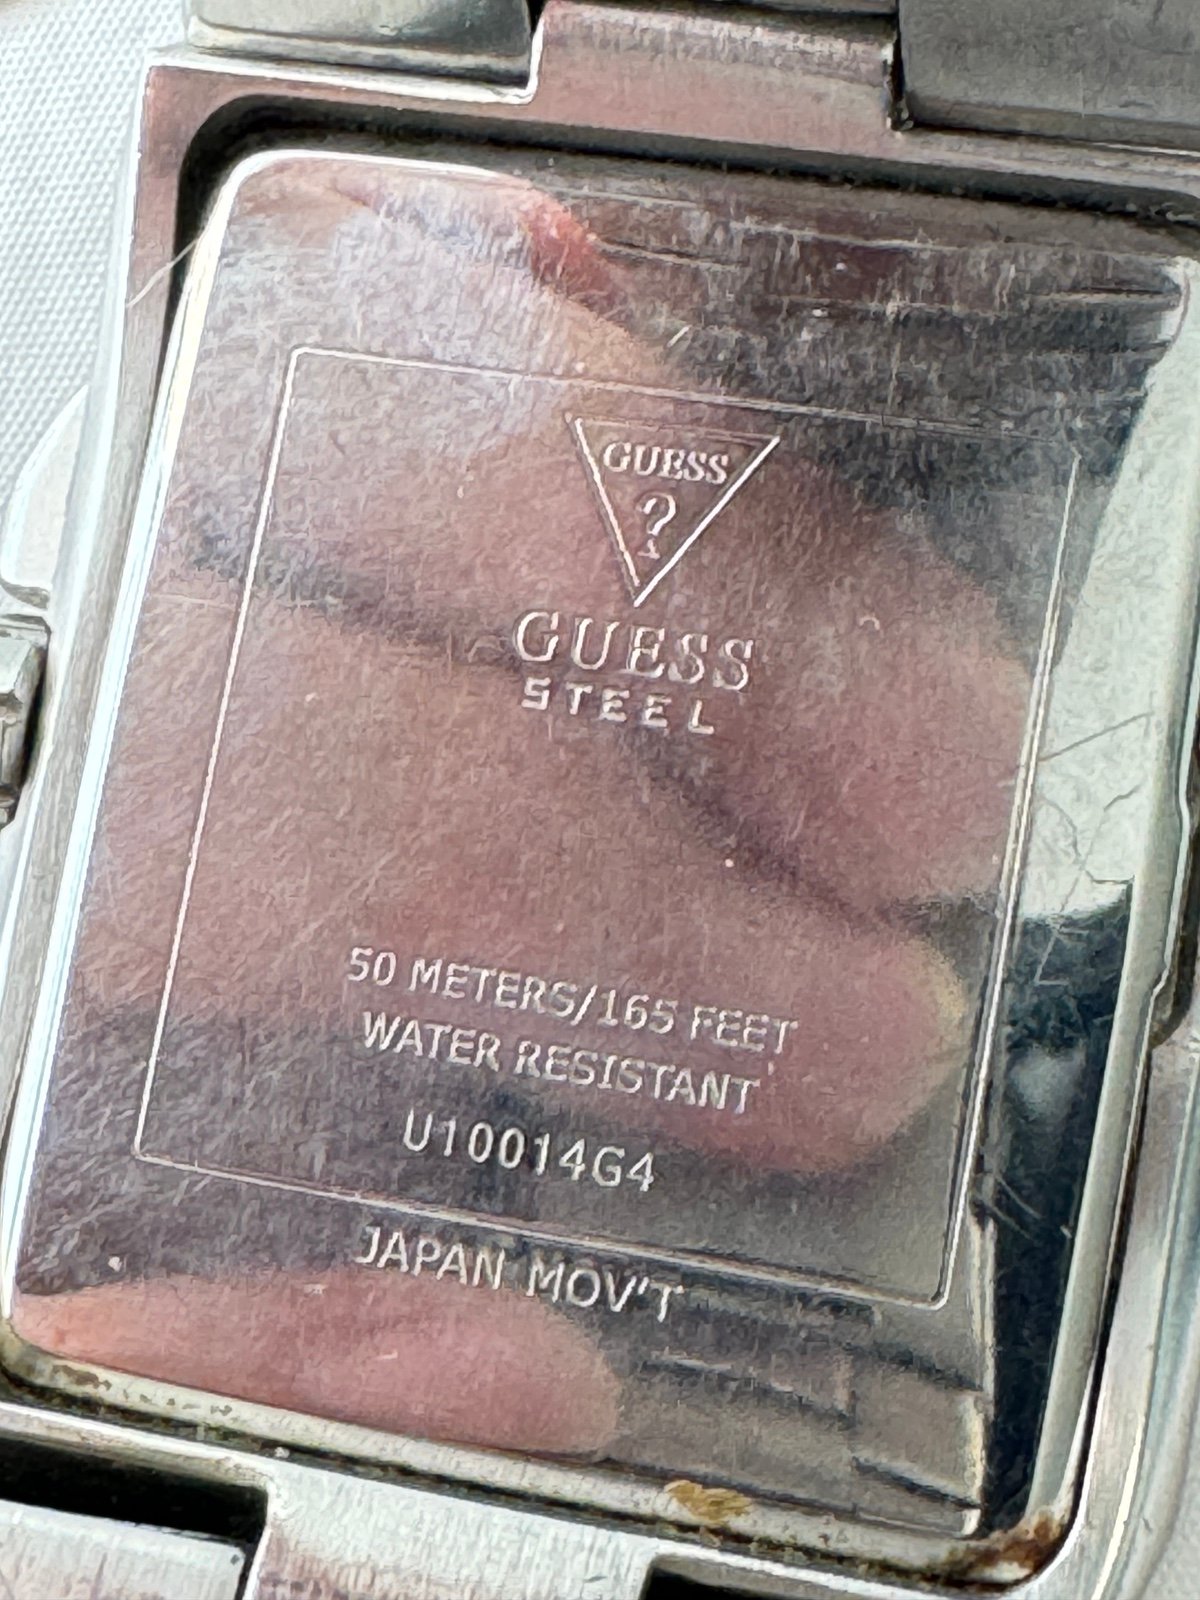 GUESS
?
GUESS
STEEL
50 METERS/165 FEET
WATER RESISTANT
U10014G4
JAPAN MOV'T